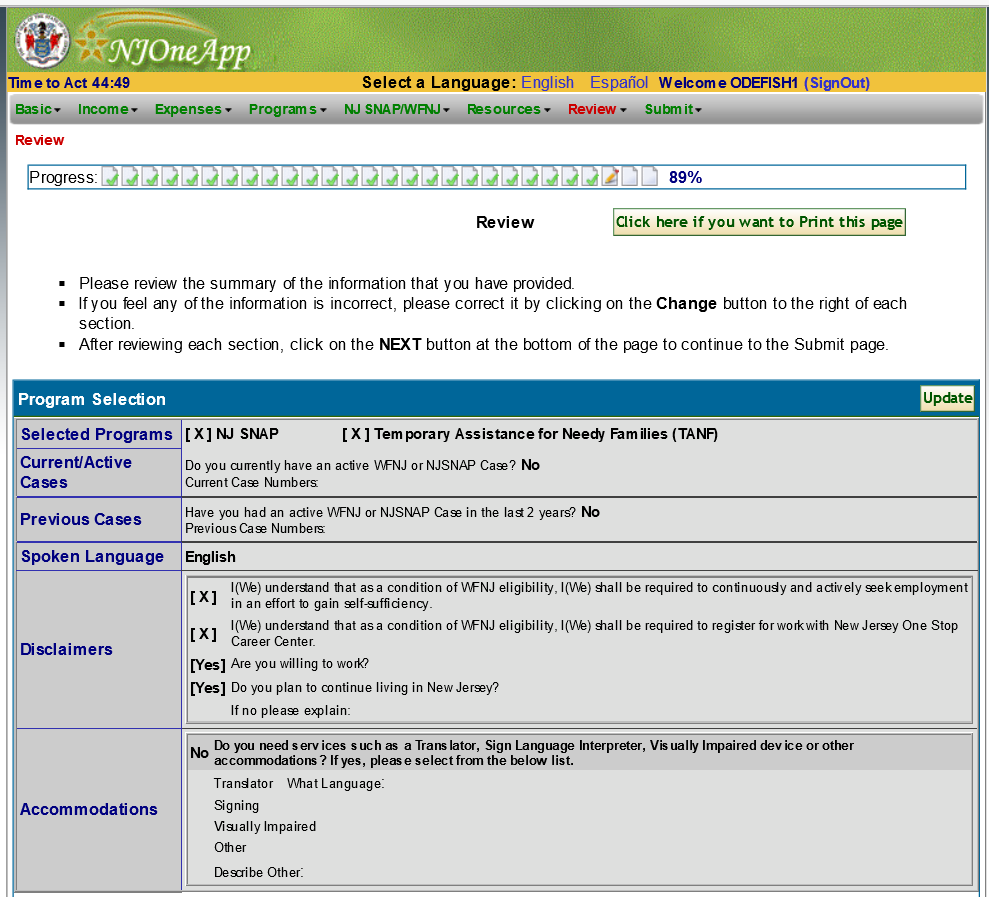 NJOneApp
Time to Act 44:49 Select a Language: English Español Welcome ODEFISH1 (SignOut)
Basic Income Expenses Programs NJ SNAP/WFNJ Resources Review Submit
Review
Progress: 89%
Review Click here if you want to Print this page
▪ Please review the summary of the information that you have provided.
▪ If you feel any of the information is incorrect, please correct it by clicking on the Change button to the right of each
section.
▪ After reviewing each section, click on the NEXT button at the bottom of the page to continue to the Submit page.
Program Selection Update
Selected Programs [ X ] NJ SNAP [ X ] Temporary Assistance for Needy Families (TANF)
Current/Active
Cases
Do you currently have an active WFNJ or NJSNAP Case? No
Current Case Numbers:
Previous Cases
Have you had an active WFNJ or NJSNAP Case in the last 2 years? No
Previous Case Numbers:
Spoken Language English
Disclaimers
[ X ] I(We) understand that as a condition of WFNJ eligibility, I(We) shall be required to continuously and actively seek employment
in an effort to gain self-sufficiency.
[ X ] I(We) understand that as a condition of WFNJ eligibility, I(We) shall be required to register for work with New Jersey One Stop
Career Center.
[Yes] Are you willing to work?
[Yes] Do you plan to continue living in New Jersey?
If no please explain:
Accommodations
No Do you need services such as a Translator, Sign Language Interpreter, Visually Impaired device or other
accommodations? If yes, please select from the below list.
Translator What Language:
Signing
Visually Impaired
Other
Describe Other: